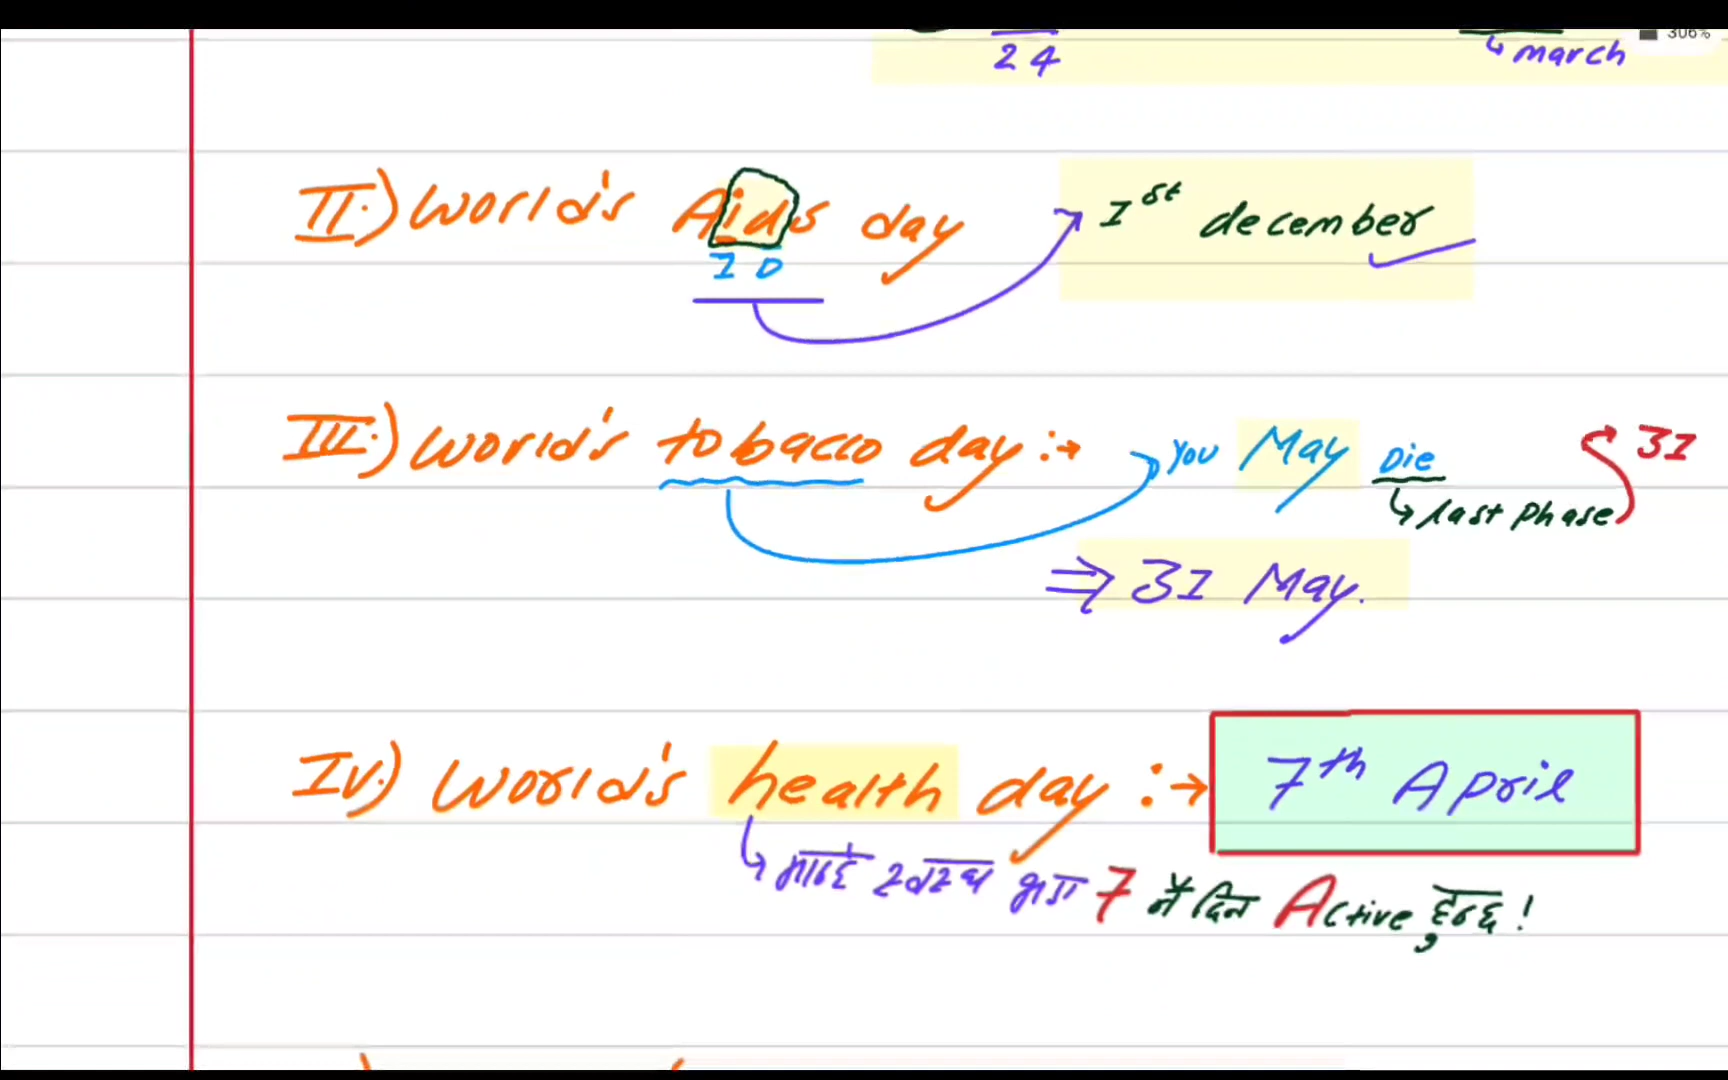 24 ↳ march
306%
II.) World's Aids day 1st december
I D
III.) World's tobacco day :→ You May Die 31
↳ last phase
⇒ 31 May.
IV.) World's health day :→ 7th April
7 Active !